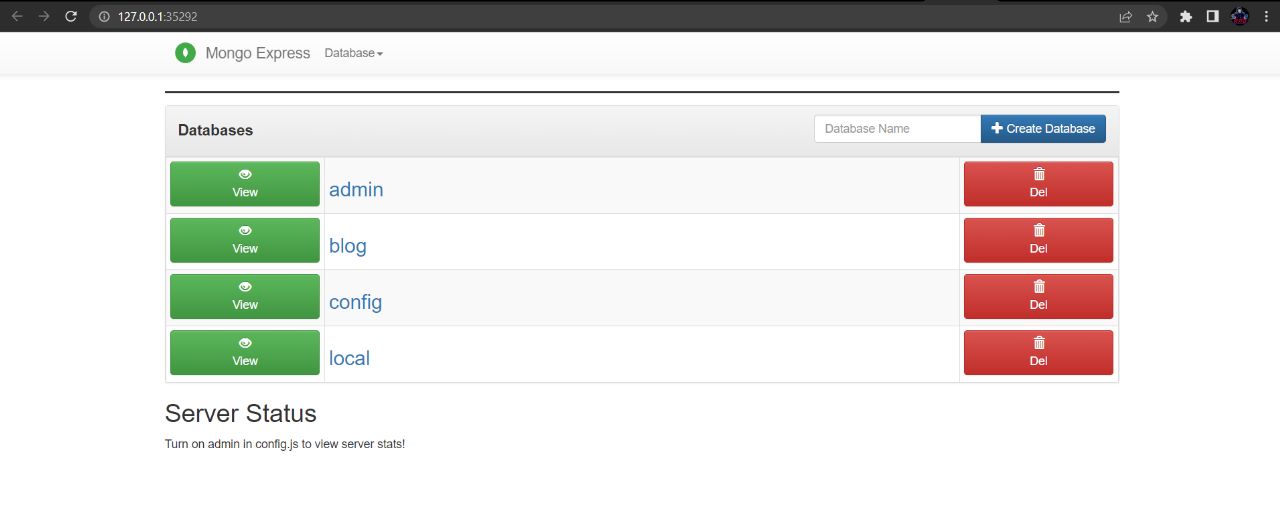 127.0.0.1:35292
Mongo Express Database
Databases Database Name Create Database
View admin Del
View blog Del
View config Del
View local Del
Server Status
Turn on admin in config.js to view server stats!